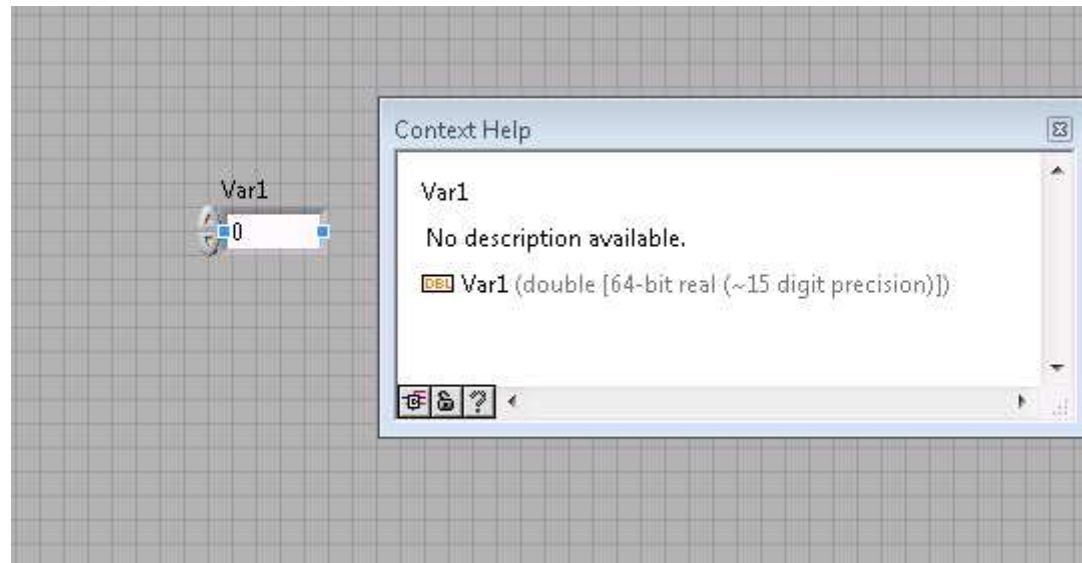 Context Help
Var1
0
Var1
No description available.
DBL Var1 (double [64-bit real (~15 digit precision)])
?